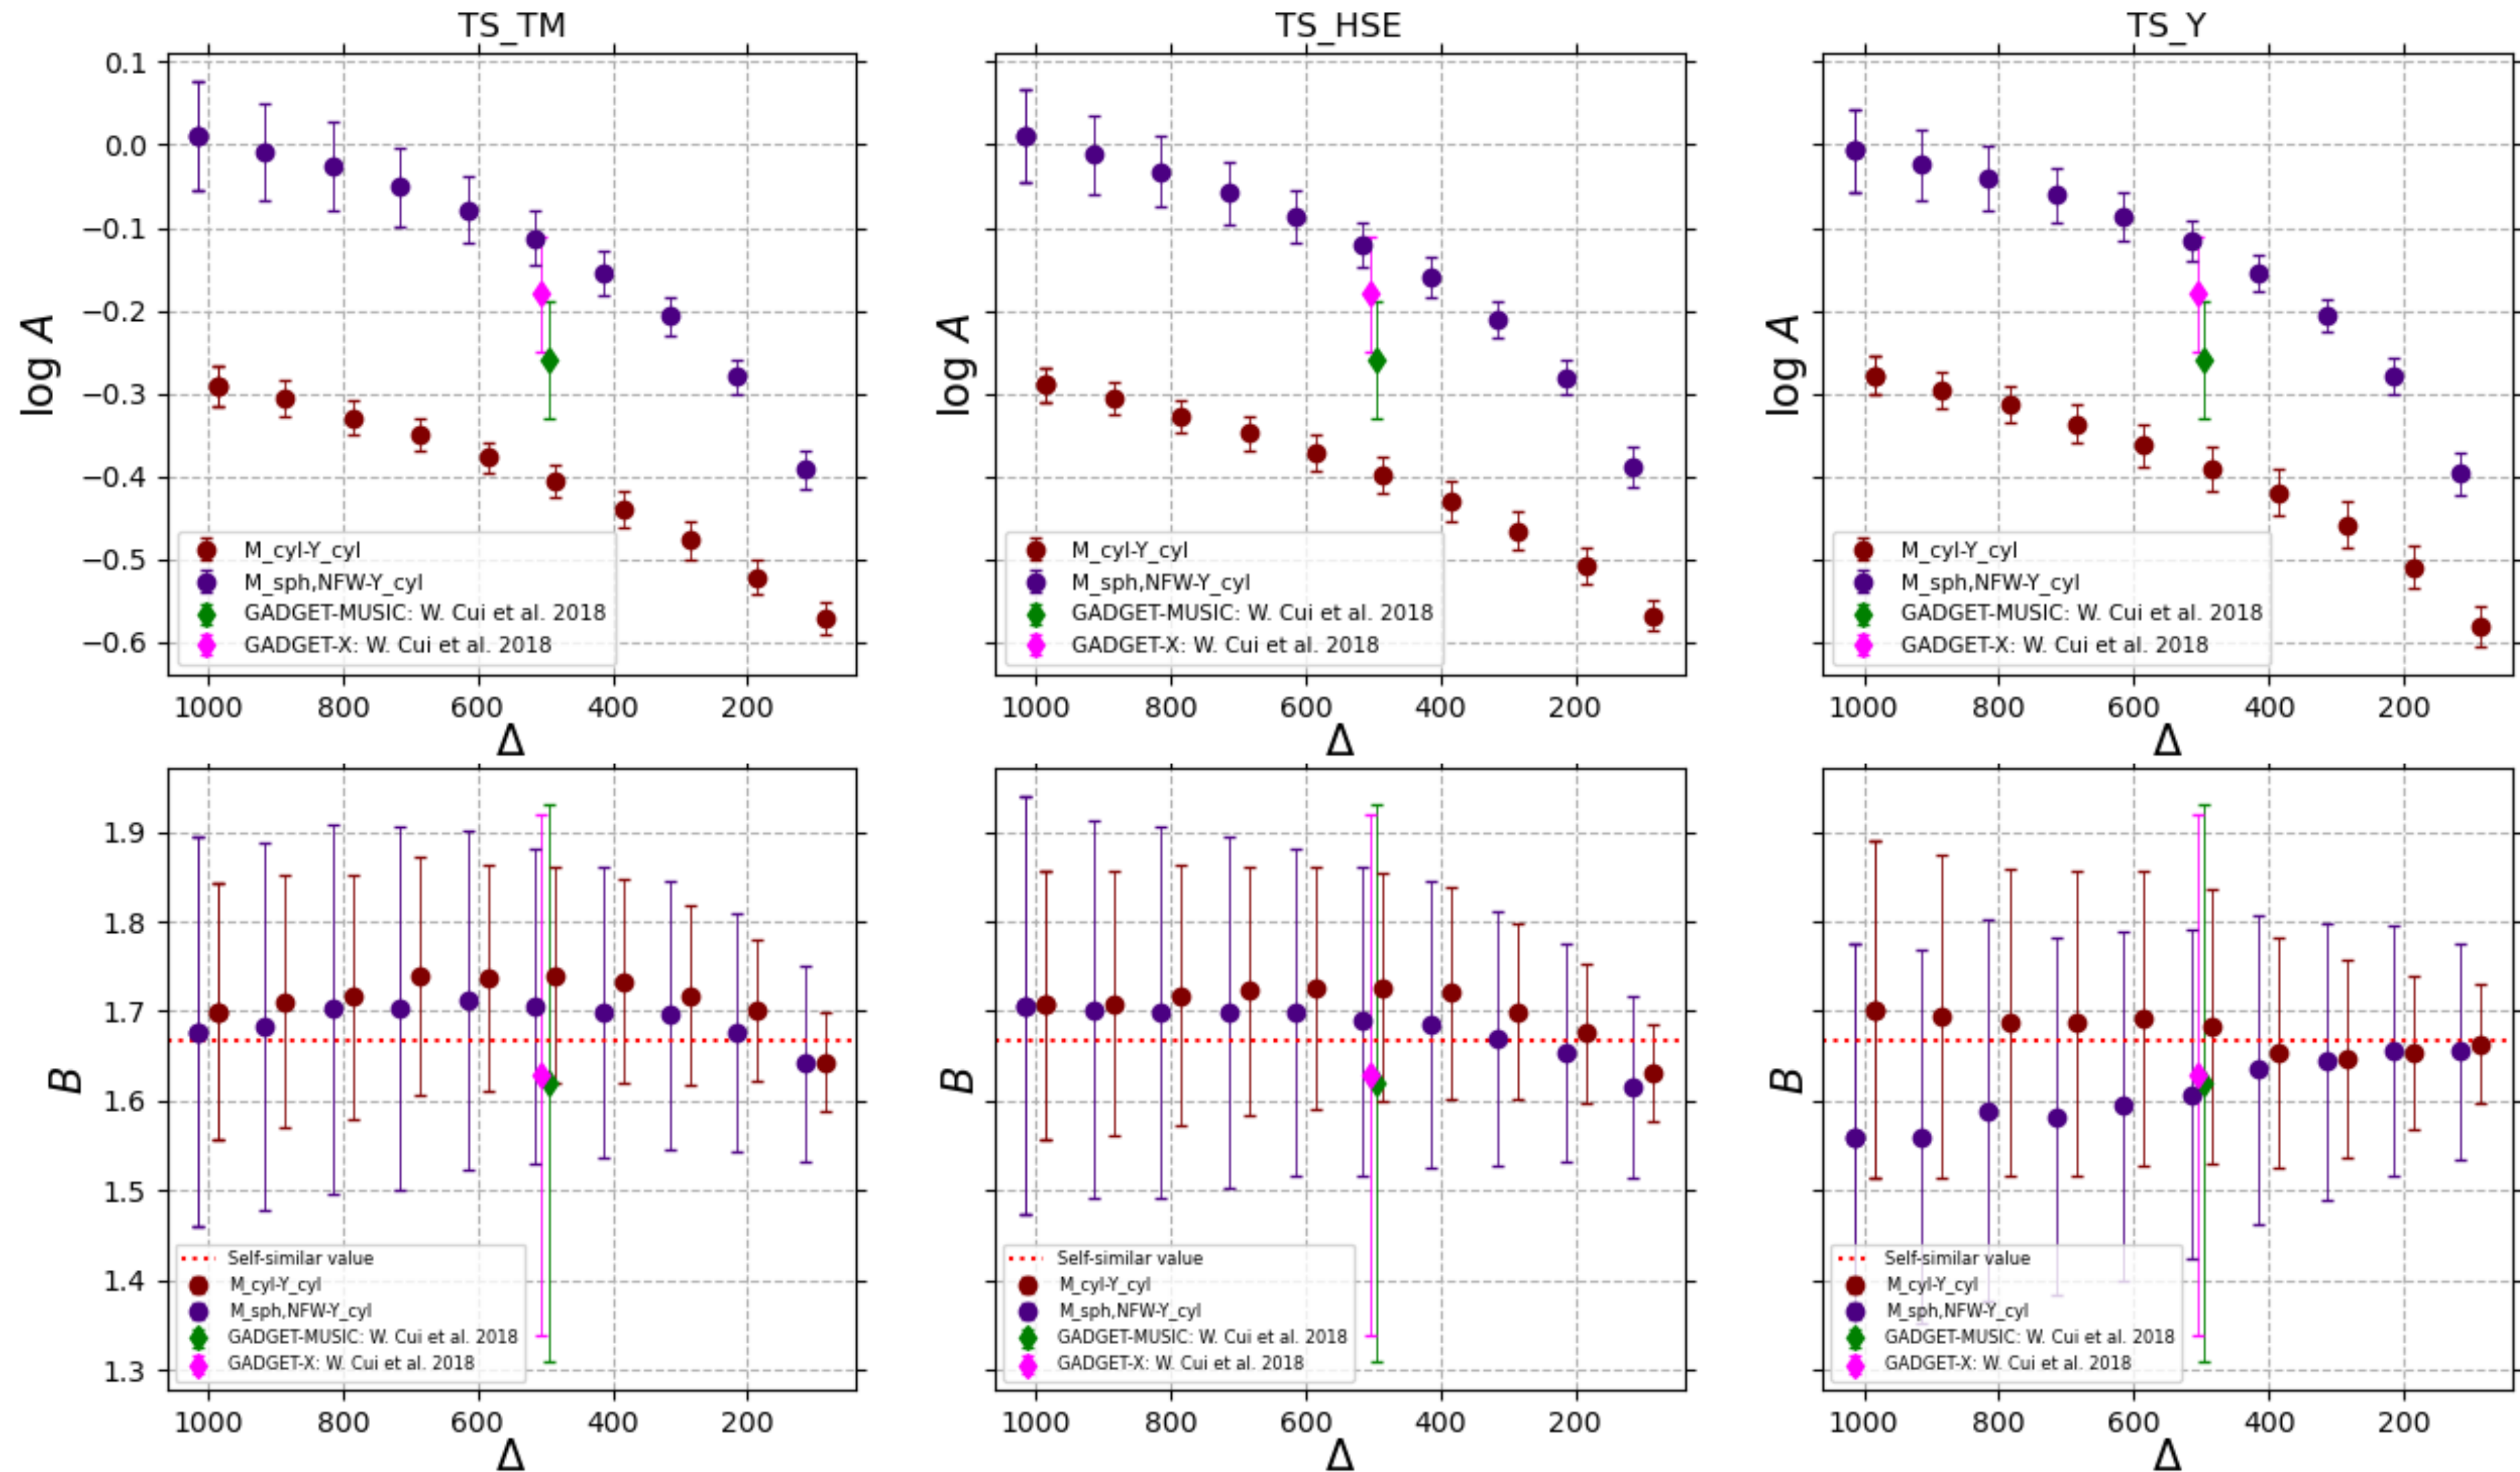 TS_TM
TS_HSE
TS_Y
0.1
0.0
−0.1
−0.2
−0.3
−0.4
−0.5
−0.6
log A
log A
log A
M_cyl-Y_cyl
M_sph,NFW-Y_cyl
GADGET-MUSIC: W. Cui et al. 2018
GADGET-X: W. Cui et al. 2018
M_cyl-Y_cyl
M_sph,NFW-Y_cyl
GADGET-MUSIC: W. Cui et al. 2018
GADGET-X: W. Cui et al. 2018
M_cyl-Y_cyl
M_sph,NFW-Y_cyl
GADGET-MUSIC: W. Cui et al. 2018
GADGET-X: W. Cui et al. 2018
1000 800 600 400 200
1000 800 600 400 200
1000 800 600 400 200
Δ
Δ
Δ
1.9
1.8
1.7
1.6
1.5
1.4
1.3
B
B
B
Self-similar value
M_cyl-Y_cyl
M_sph,NFW-Y_cyl
GADGET-MUSIC: W. Cui et al. 2018
GADGET-X: W. Cui et al. 2018
Self-similar value
M_cyl-Y_cyl
M_sph,NFW-Y_cyl
GADGET-MUSIC: W. Cui et al. 2018
GADGET-X: W. Cui et al. 2018
Self-similar value
M_cyl-Y_cyl
M_sph,NFW-Y_cyl
GADGET-MUSIC: W. Cui et al. 2018
GADGET-X: W. Cui et al. 2018
1000 800 600 400 200
1000 800 600 400 200
1000 800 600 400 200
Δ
Δ
Δ